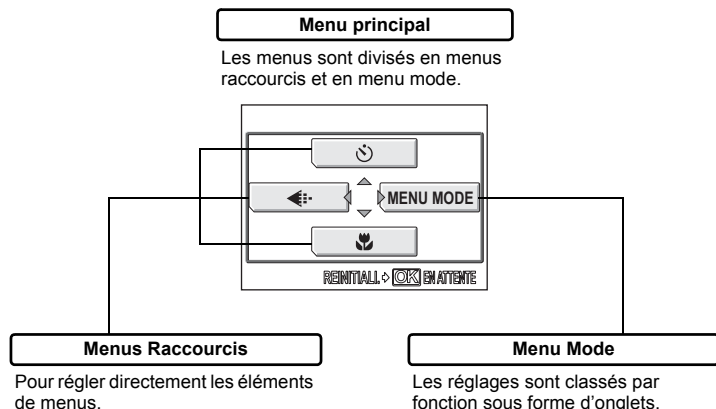 Menu principal
Les menus sont divisés en menus
raccourcis et en menu mode.
MENU MODE
REINITIALL. OK EN ATTENTE
Menus Raccourcis
Pour régler directement les éléments
de menus.
Menu Mode
Les réglages sont classés par
fonction sous forme d'onglets.